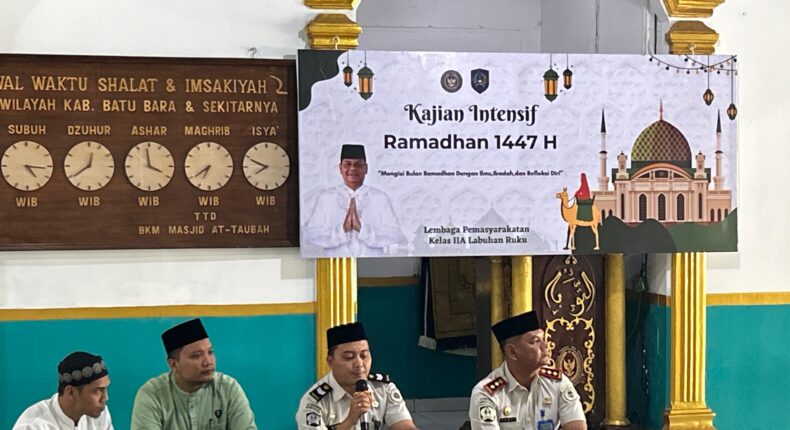 WAL WAKTU SHALAT & IMSAKIYAH
WILAYAH KAB. BATU BARA & SEKITARNYA
SUBUH DZUHUR ASHAR MAGHRIB ISYA'
WIB WIB WIB WIB WIB
TTD
BKM MASJID AT-TAUBAH
Kajian Intensif
Ramadhan 1447 H
"Mengisi Bulan Ramadhan Dengan Ilmu,Ibadah,dan Refleksi Diri"
Lembaga Pemasyarakatan
Kelas IIA Labuhan Ruku